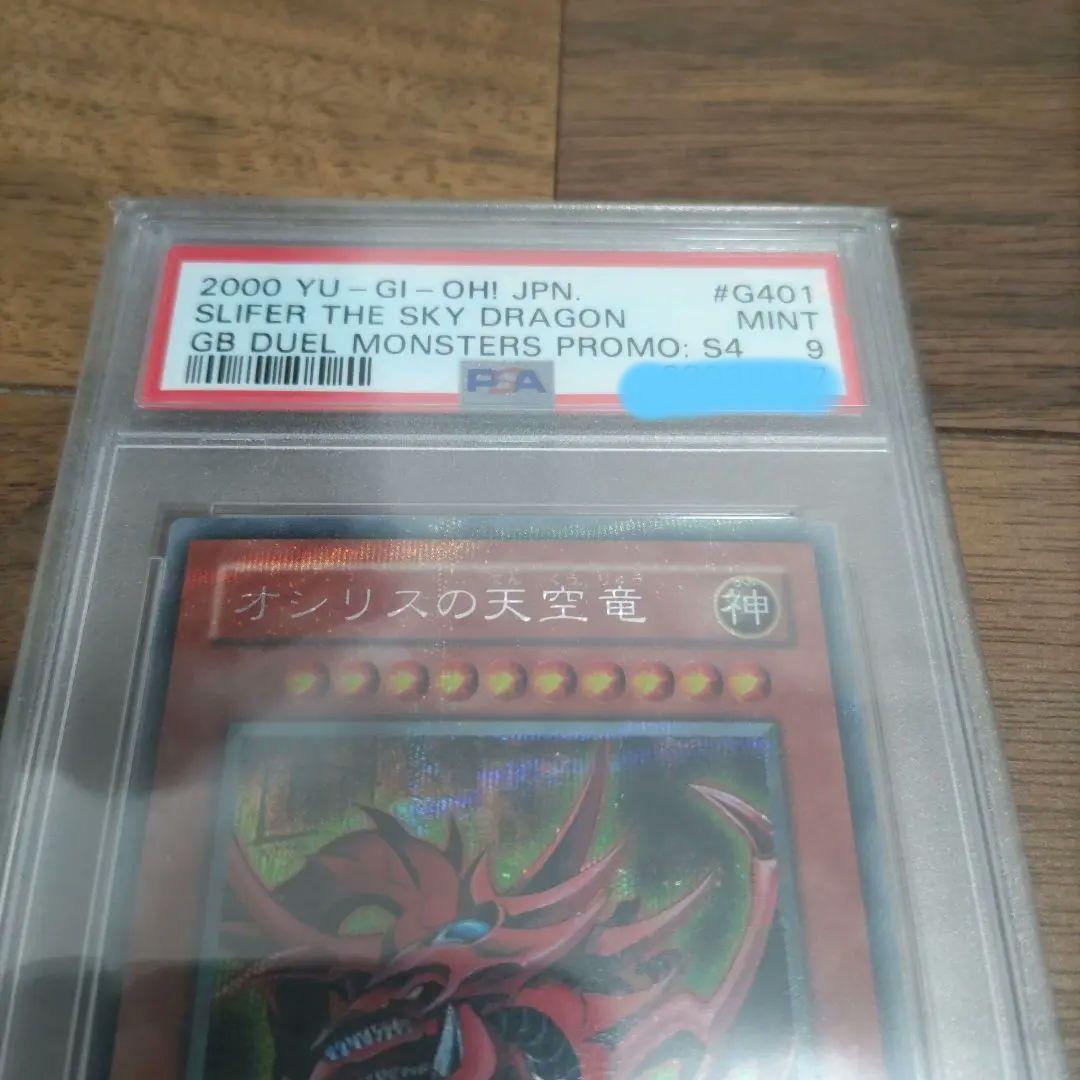 2000 YU-GI-OH! JPN. #G401
SLIFER THE SKY DRAGON MINT
GB DUEL MONSTERS PROMO: S4 9
PSA
オシリスの天空竜 神